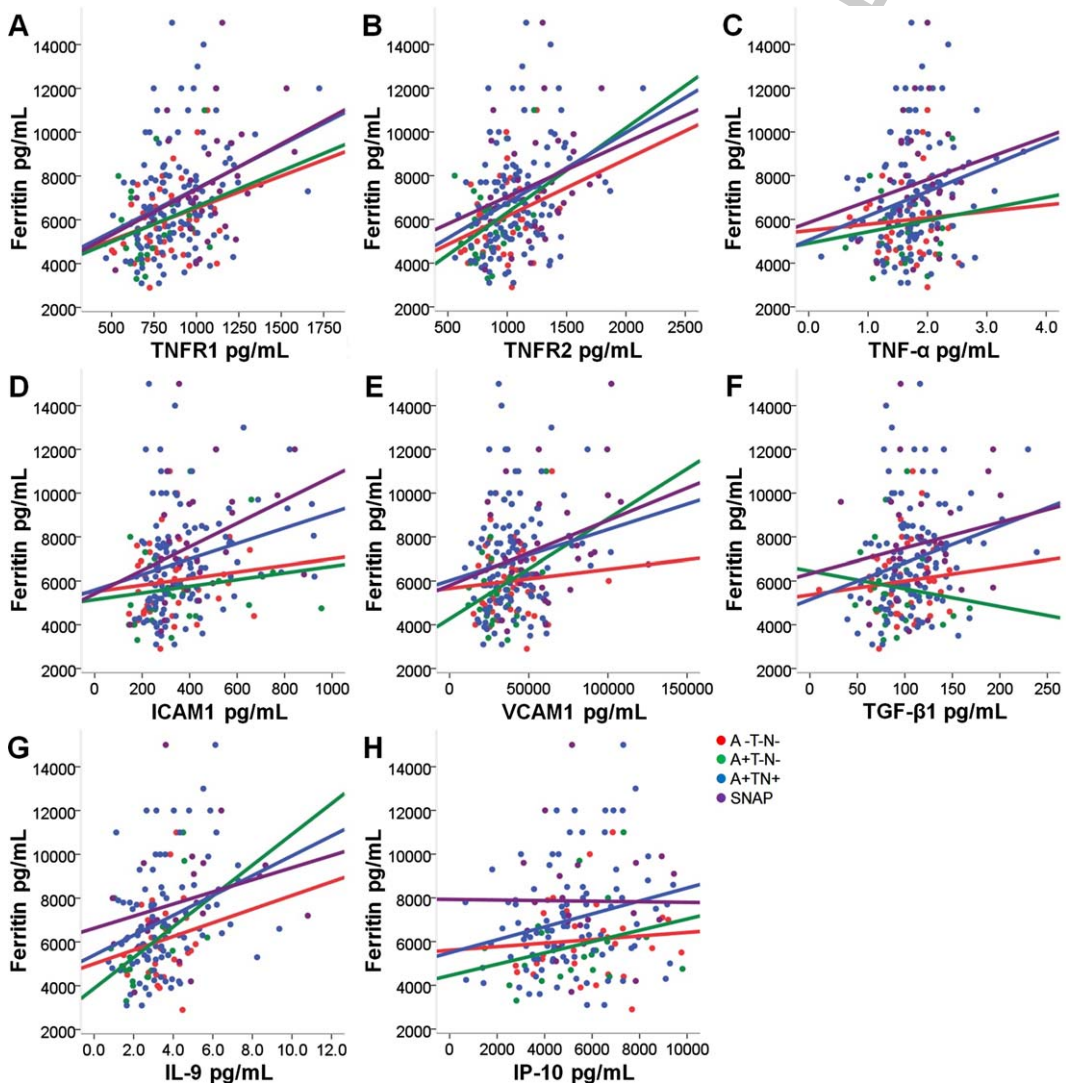 A
Ferritin pg/mL
14000
12000
10000
8000
6000
4000
2000
500 750 1000 1250 1500 1750
TNFR1 pg/mL
B
Ferritin pg/mL
14000
12000
10000
8000
6000
4000
2000
500 1000 1500 2000 2500
TNFR2 pg/mL
C
Ferritin pg/mL
14000
12000
10000
8000
6000
4000
2000
0.0 1.0 2.0 3.0 4.0
TNF-α pg/mL
D
Ferritin pg/mL
14000
12000
10000
8000
6000
4000
2000
0 200 400 600 800 1000
ICAM1 pg/mL
E
Ferritin pg/mL
14000
12000
10000
8000
6000
4000
2000
0 50000 100000 150000
VCAM1 pg/mL
F
Ferritin pg/mL
14000
12000
10000
8000
6000
4000
2000
0 50 100 150 200 250
TGF-β1 pg/mL
G
Ferritin pg/mL
14000
12000
10000
8000
6000
4000
2000
0.0 2.0 4.0 6.0 8.0 10.0 12.0
IL-9 pg/mL
H
Ferritin pg/mL
14000
12000
10000
8000
6000
4000
2000
0 2000 4000 6000 8000 10000
IP-10 pg/mL
A -T-N-
A+T-N-
A+TN+
SNAP